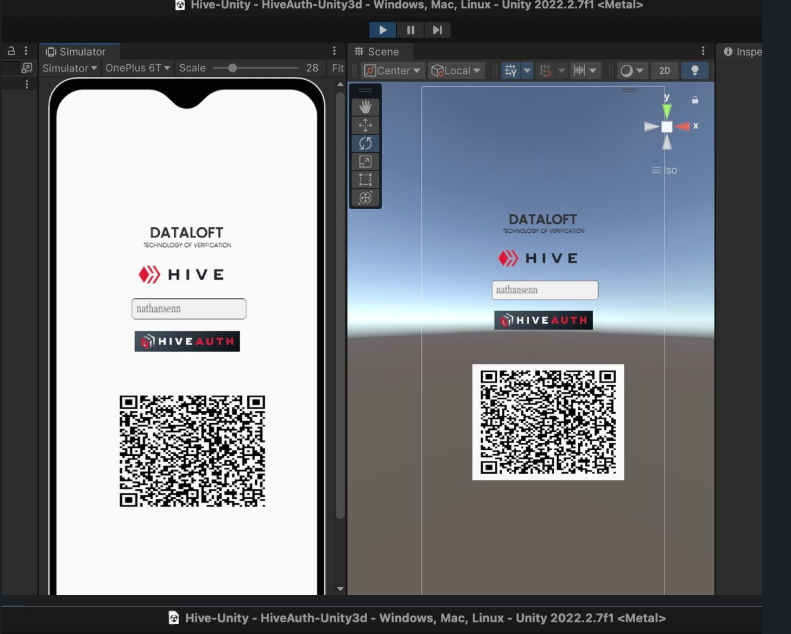 Hive-Unity - HiveAuth-Unity3d - Windows, Mac, Linux - Unity 2022.2.7f1 <Metal>
Simulator
Scene
Inspe
Simulator OnePlus 6T Scale 28 Fit
Center Local 2D
y
x
Iso
DATALOFT
TECHNOLOGY OF VERIFICATION
HIVE
nathansenn
HIVEAUTH
DATALOFT
TECHNOLOGY OF VERIFICATION
HIVE
nathansenn
HIVEAUTH
Hive-Unity - HiveAuth-Unity3d - Windows, Mac, Linux - Unity 2022.2.7f1 <Metal>